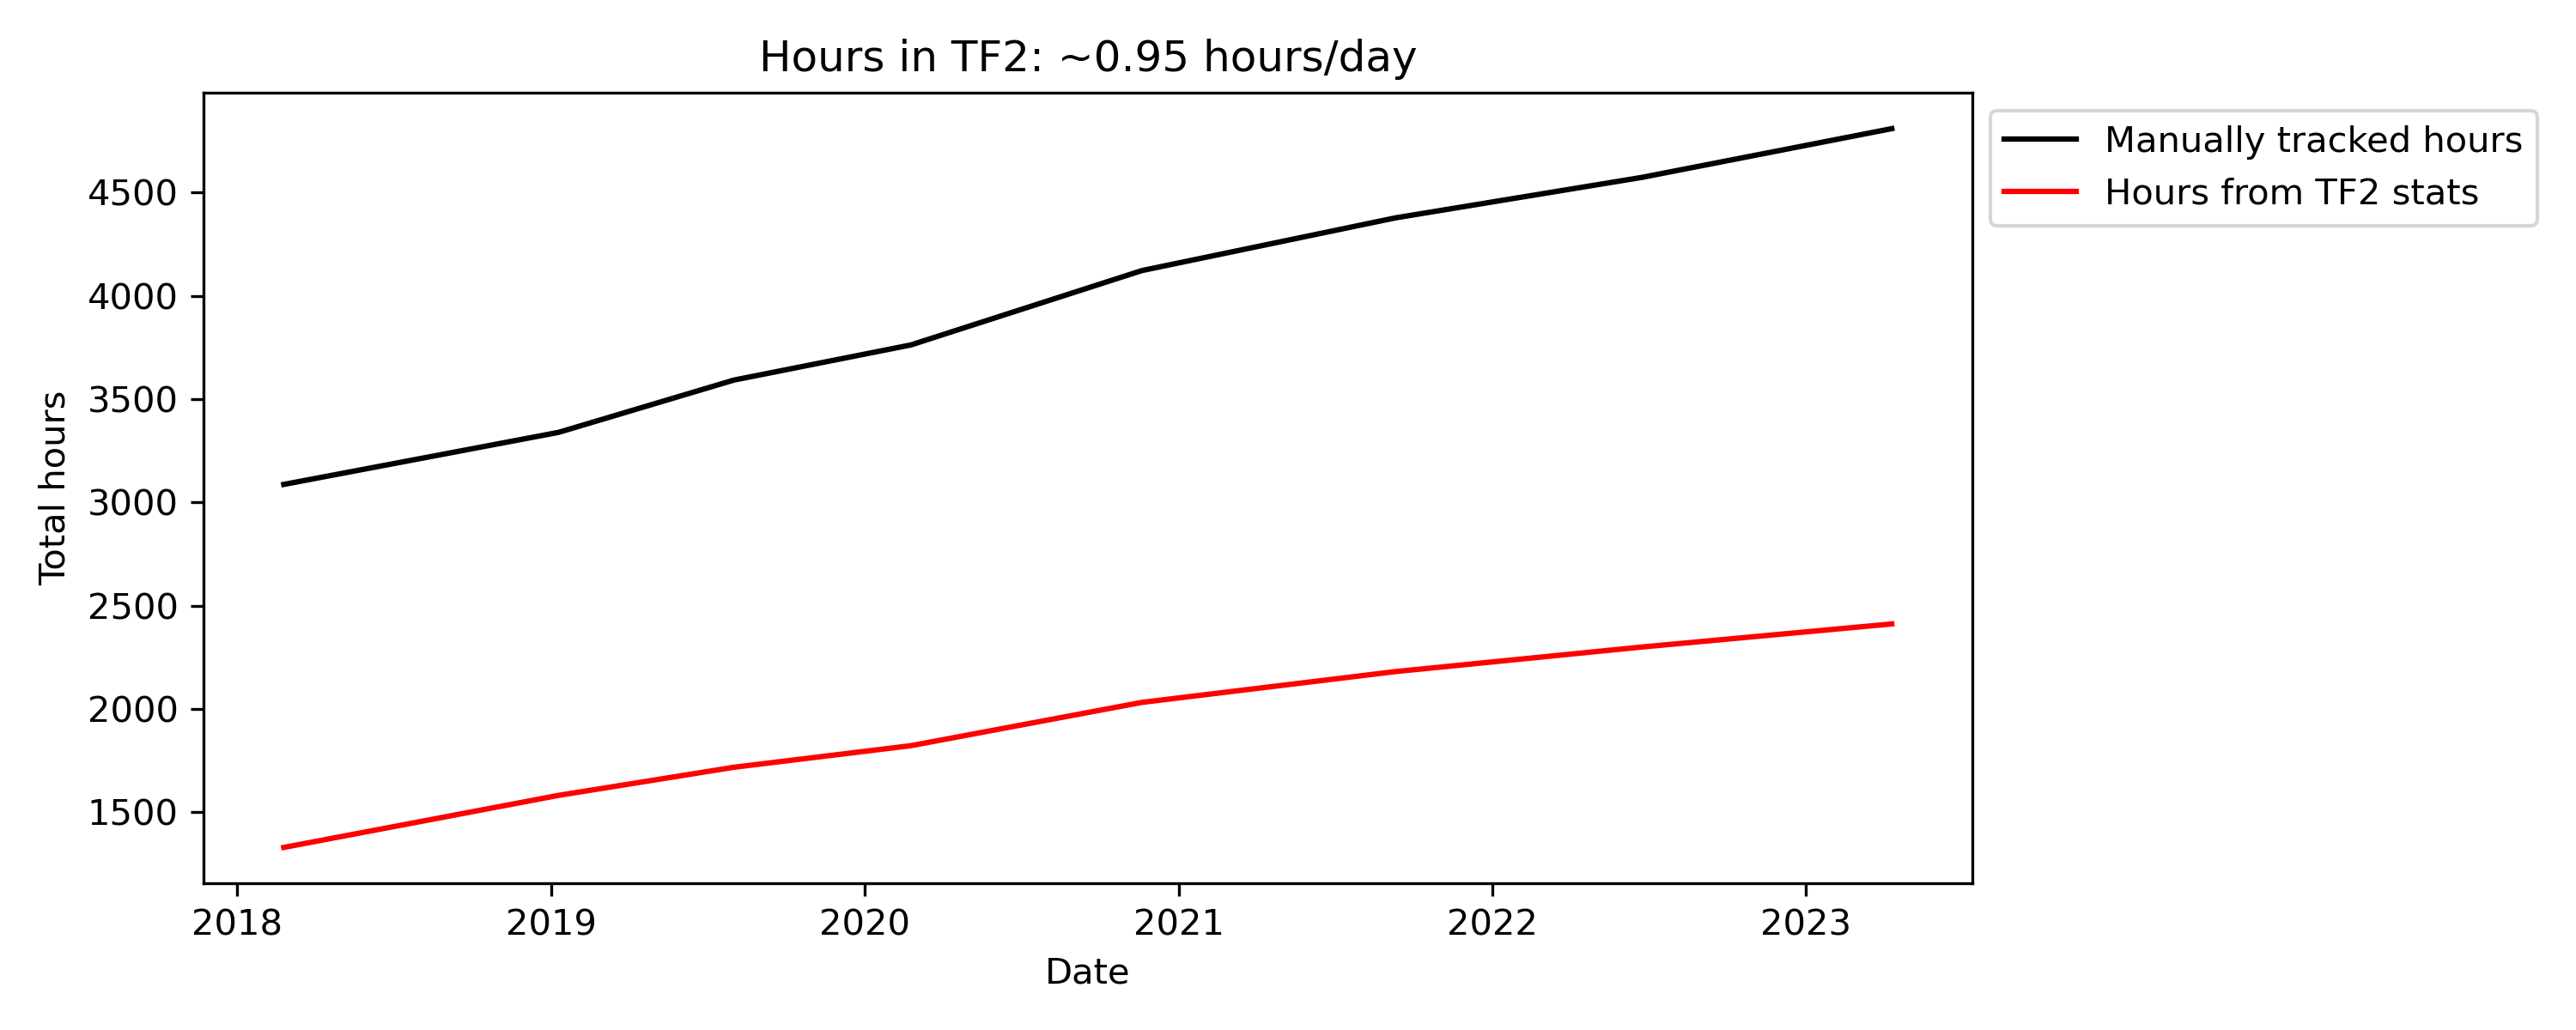 Hours in TF2: ~0.95 hours/day
Manually tracked hours
Hours from TF2 stats
Total hours
4500
4000
3500
3000
2500
2000
1500
2018 2019 2020 2021 2022 2023
Date